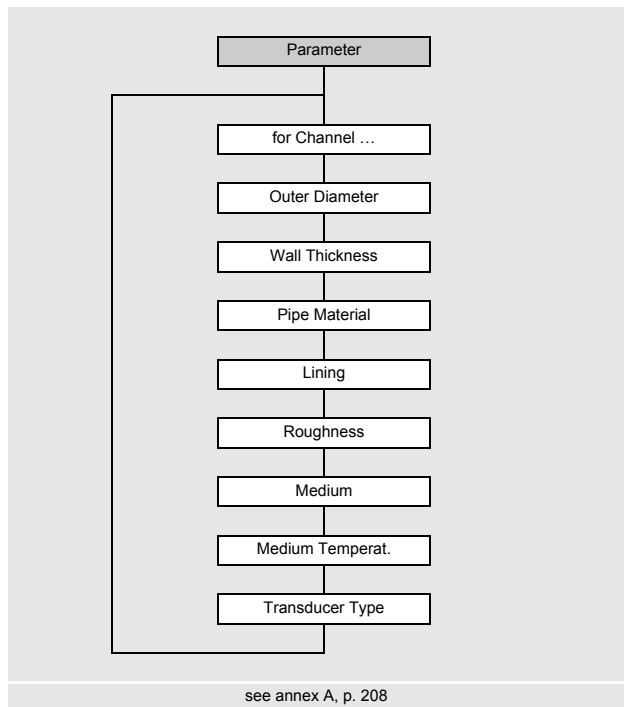 Parameter
for Channel …
Outer Diameter
Wall Thickness
Pipe Material
Lining
Roughness
Medium
Medium Temperat.
Transducer Type
see annex A, p. 208